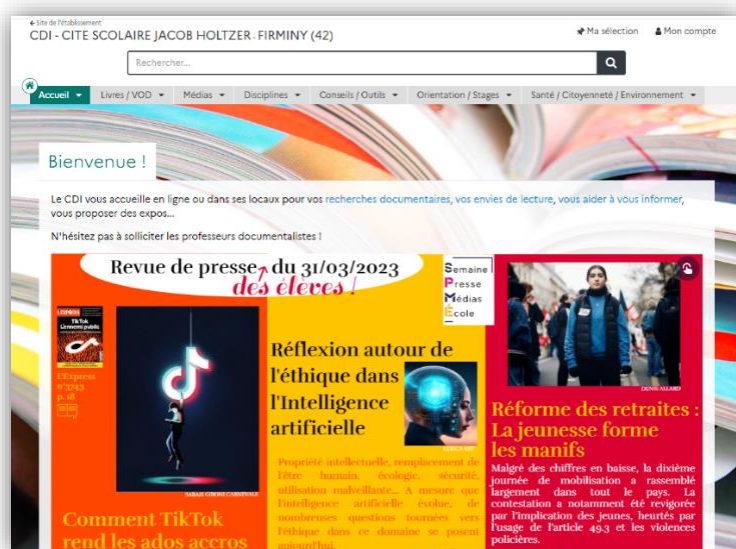 Site de l'établissement
CDI - CITE SCOLAIRE JACOB HOLTZER - FIRMINY (42)
Ma sélection
Mon compte
Rechercher...
Accueil
Livres / VOD
Médias
Disciplines
Conseils / Outils
Orientation / Stages
Santé / Citoyenneté / Environnement
Bienvenue !
Le CDI vous accueille en ligne ou dans ses locaux pour vos recherches documentaires, vos envies de lecture, vous aider à vous informer,
vous proposer des expos...
N'hésitez pas à solliciter les professeurs documentalistes !
Revue de presse du 31/03/2023
des élèves !
Semaine
Presse
Médias
École
L'EXPRESS
TikTok
L'ennemi public
L'Express
n°3743
p. 18
Comment TikTok
rend les ados accros
Réflexion autour de
l'éthique dans
l'Intelligence
artificielle
Propriété intellectuelle, remplacement de
l'être humain, écologie, sécurité,
utilisation malveillante... A mesure que
l'intelligence artificielle évolue, de
nombreuses questions tournées vers
l'éthique dans ce domaine se posent
aujourd'hui
DENIS ALLARD
Réforme des retraites :
La jeunesse forme
les manifs
Malgré des chiffres en baisse, la dixième
journée de mobilisation a rassemblé
largement dans tout le pays. La
contestation a notamment été revigorée
par l'implication des jeunes, heurtés par
l'usage de l'article 49.3 et les violences
policières.